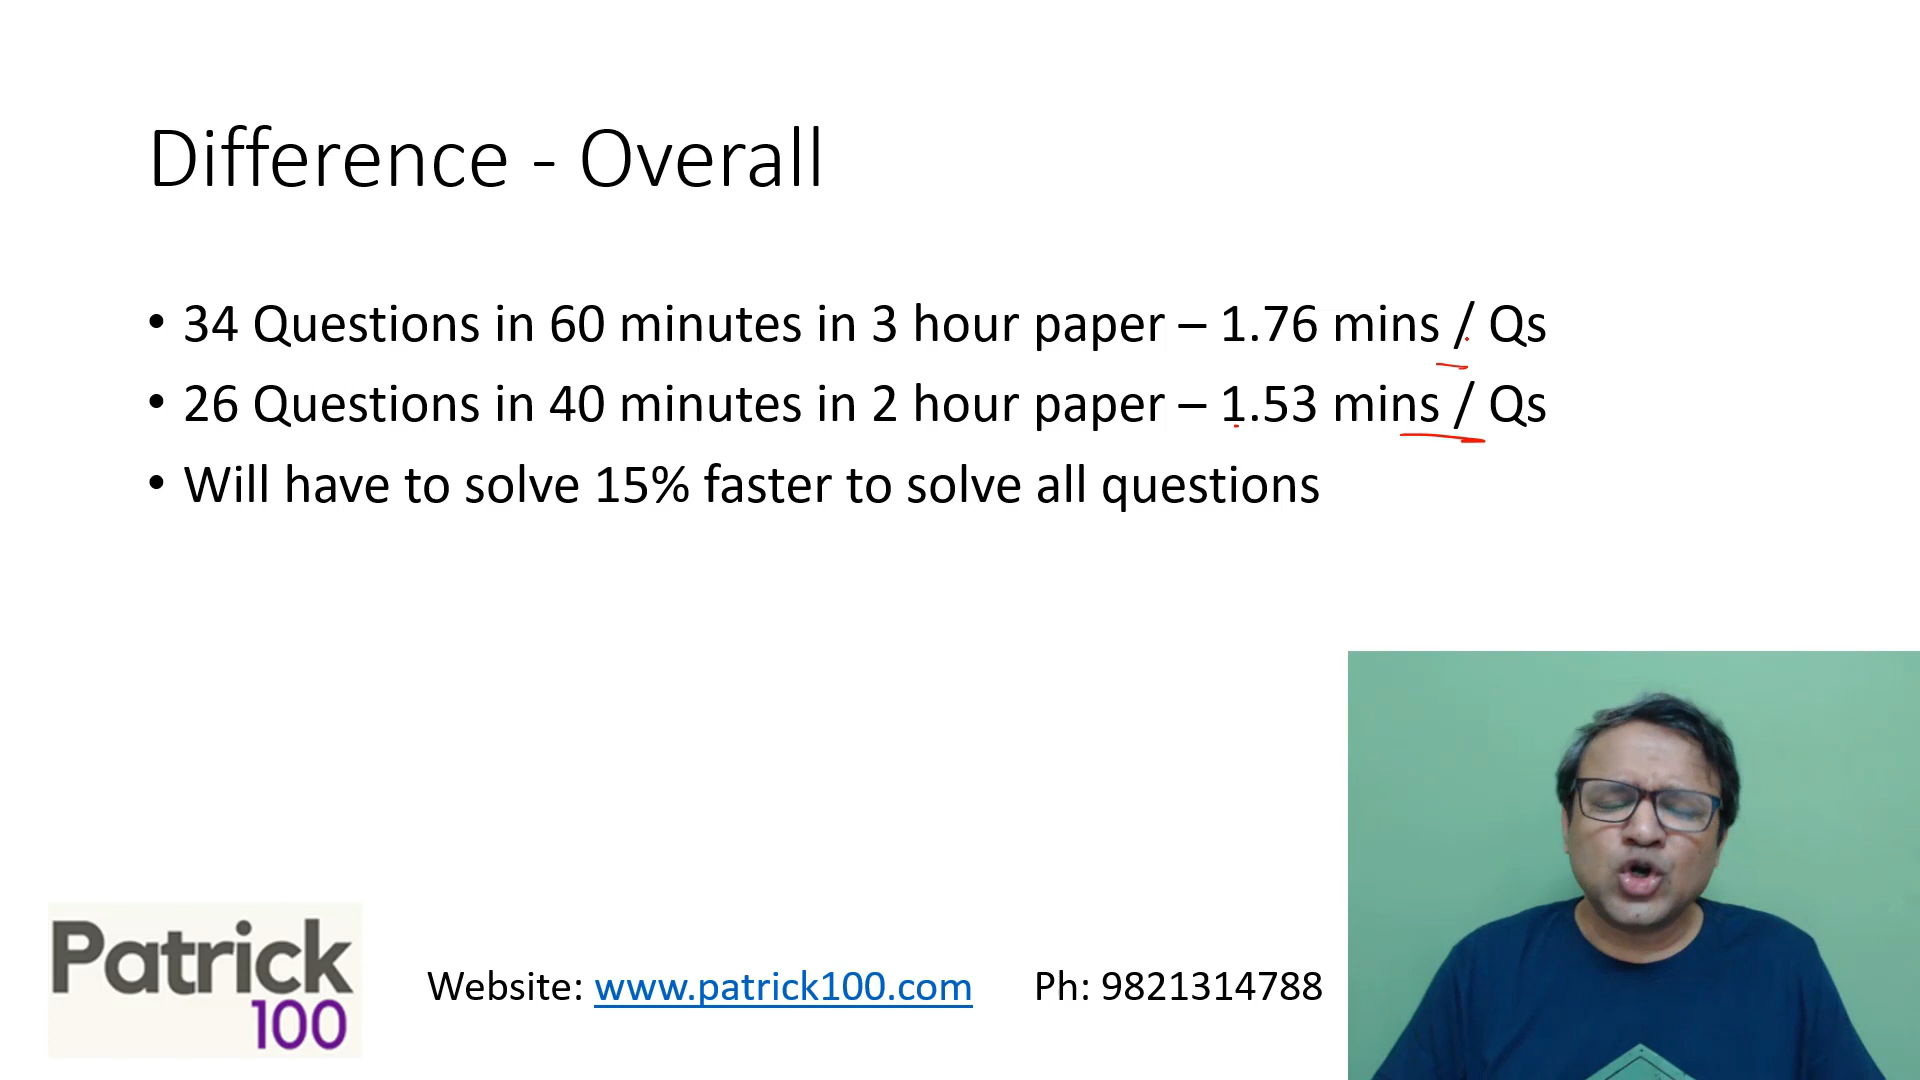 Difference - Overall
• 34 Questions in 60 minutes in 3 hour paper – 1.76 mins / Qs
• 26 Questions in 40 minutes in 2 hour paper – 1.53 mins / Qs
• Will have to solve 15% faster to solve all questions
Patrick
100
Website: www.patrick100.com Ph: 9821314788